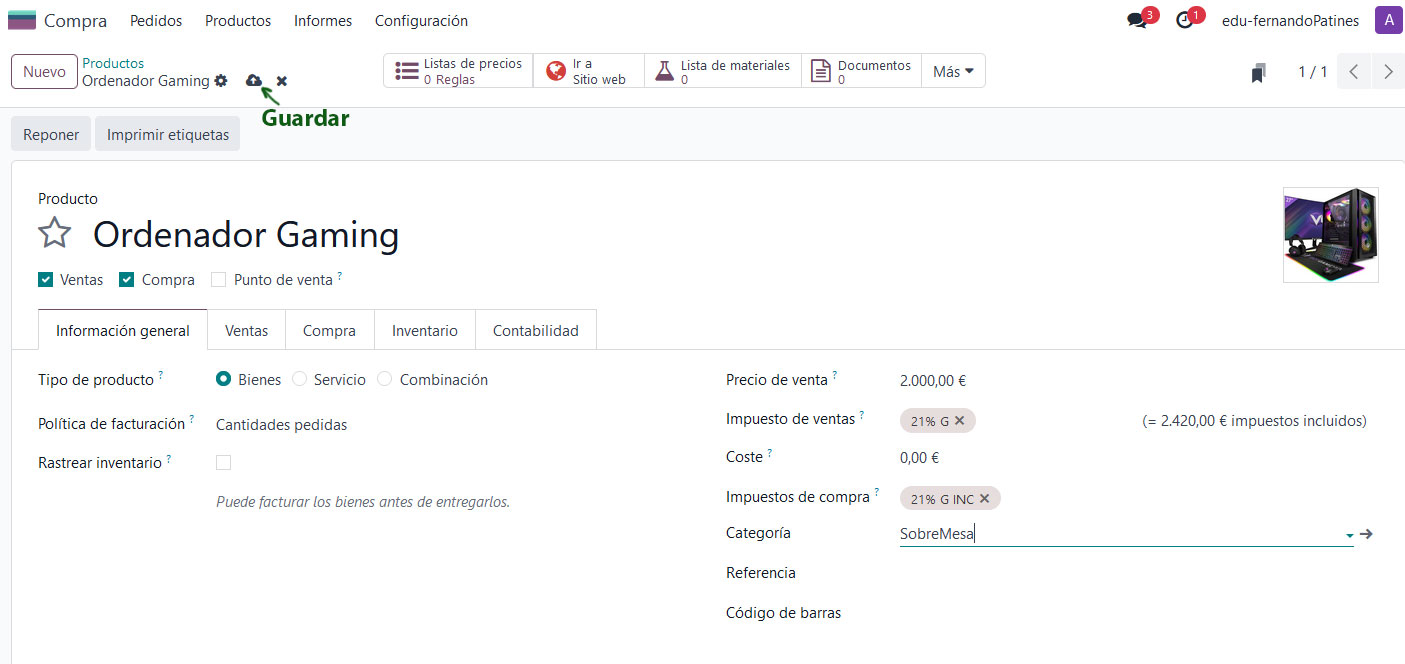 Compra Pedidos Productos Informes Configuración 3 1 edu-fernandoPatines A
Nuevo Productos
Ordenador Gaming
Listas de precios
0 Reglas
Ir a
Sitio web
Lista de materiales
0
Documentos
0
Más
1 / 1
Guardar
Reponer Imprimir etiquetas
Producto
Ordenador Gaming
Ventas Compra Punto de venta ?
Información general Ventas Compra Inventario Contabilidad
Tipo de producto ? Bienes Servicio Combinación
Política de facturación ? Cantidades pedidas
Rastrear inventario ?
Puede facturar los bienes antes de entregarlos.
Precio de venta ? 2.000,00 €
Impuesto de ventas ? 21% G (= 2.420,00 € impuestos incluidos)
Coste ? 0,00 €
Impuestos de compra ? 21% G INC
Categoría SobreMesa
Referencia
Código de barras